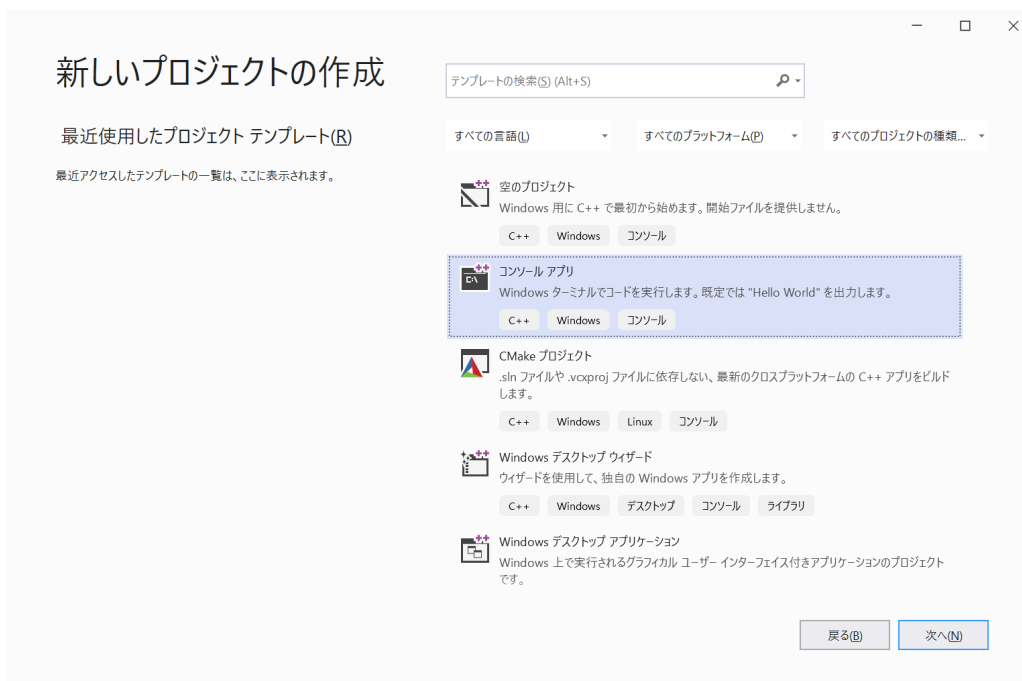 新しいプロジェクトの作成
最近使用したプロジェクト テンプレート(R)
最近アクセスしたテンプレートの一覧は、ここに表示されます。
テンプレートの検索(S) (Alt+S)
すべての言語(L)
すべてのプラットフォーム(P)
すべてのプロジェクトの種類...
空のプロジェクト
Windows 用に C++ で最初から始めます。開始ファイルを提供しません。
C++ Windows コンソール
コンソール アプリ
Windows ターミナルでコードを実行します。既定では "Hello World" を出力します。
C++ Windows コンソール
CMake プロジェクト
.sln ファイルや .vcxproj ファイルに依存しない、最新のクロスプラットフォームの C++ アプリをビルド
します。
C++ Windows Linux コンソール
Windows デスクトップ ウィザード
ウィザードを使用して、独自の Windows アプリを作成します。
C++ Windows デスクトップ コンソール ライブラリ
Windows デスクトップ アプリケーション
Windows 上で実行されるグラフィカル ユーザー インターフェイス付きアプリケーションのプロジェクト
です。
戻る(B)
次へ(N)